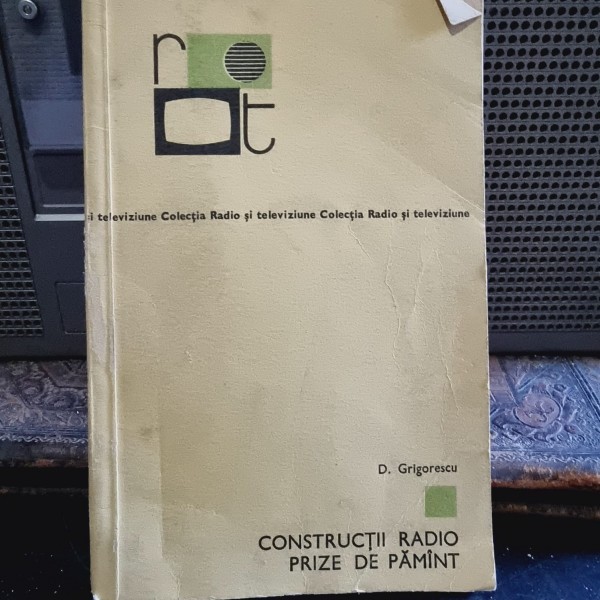 r
t
și televiziune Colecția Radio și televiziune Colecția Radio și televiziune
D. Grigorescu
CONSTRUCȚII RADIO
PRIZE DE PĂMÎNT